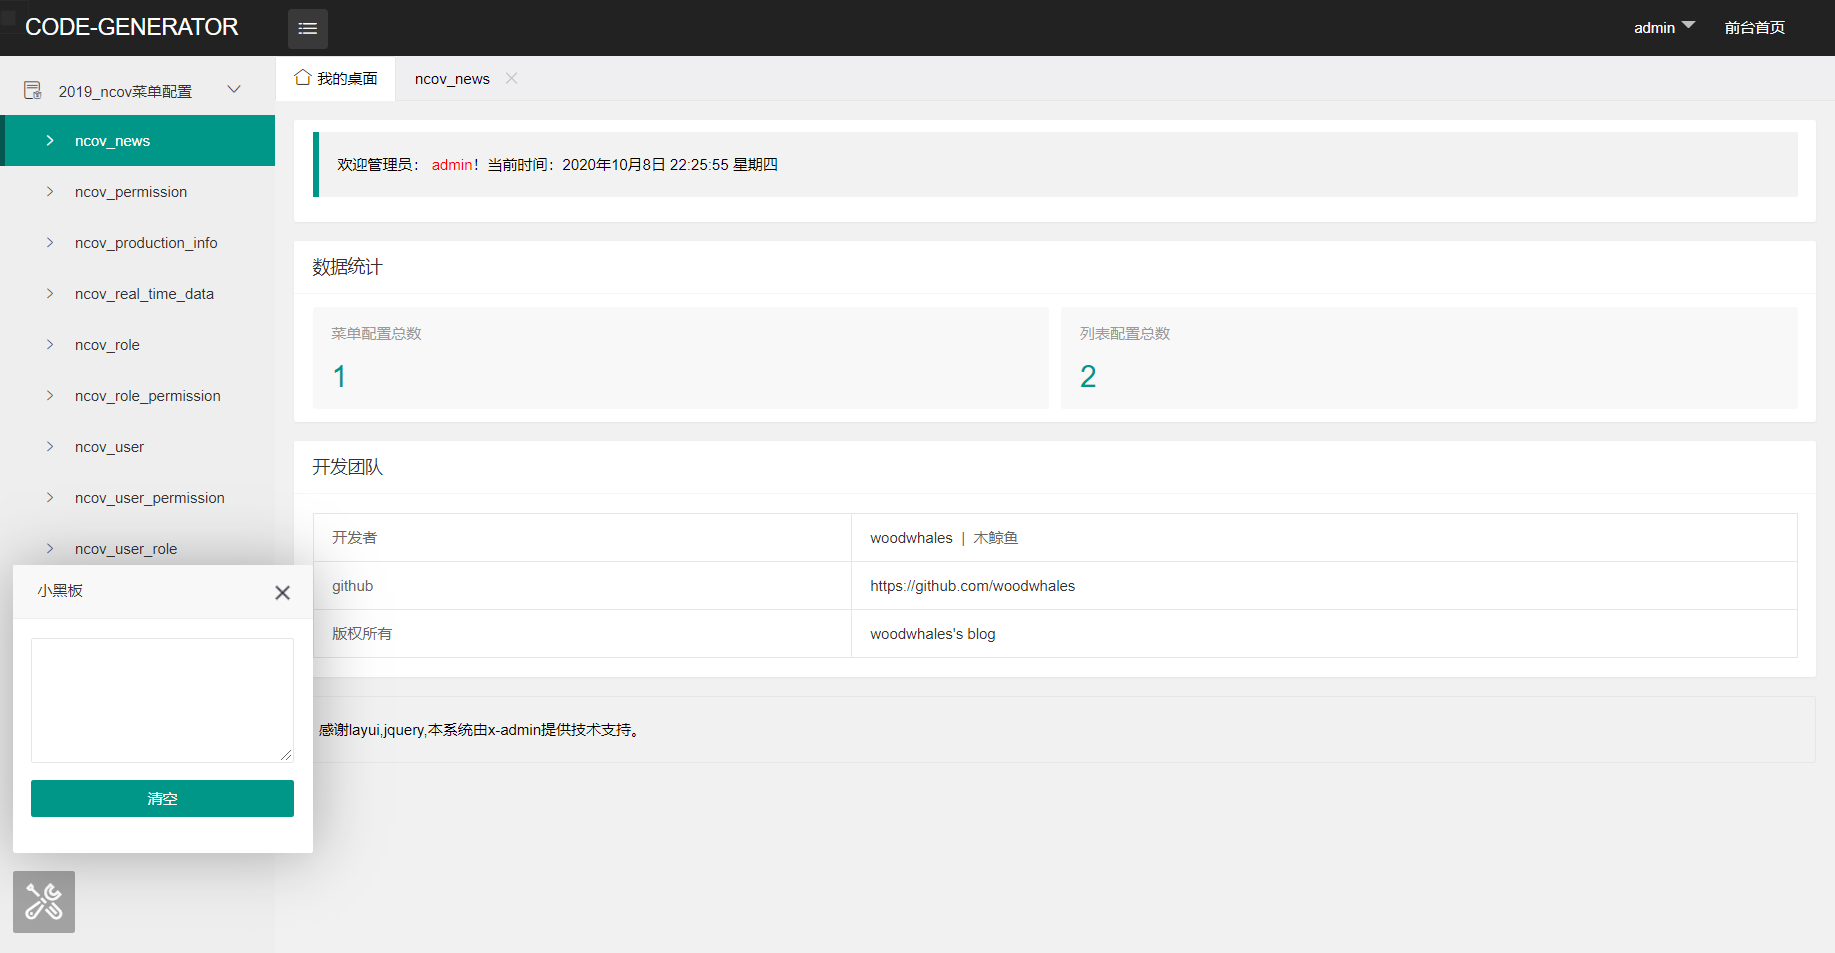 CODE-GENERATOR
admin
前台首页
2019_ncov菜单配置
ncov_news
ncov_permission
ncov_production_info
ncov_real_time_data
ncov_role
ncov_role_permission
ncov_user
ncov_user_permission
ncov_user_role
我的桌面
ncov_news
欢迎管理员： admin！当前时间：2020年10月8日 22:25:55 星期四
数据统计
菜单配置总数
1
列表配置总数
2
开发团队
开发者
woodwhales | 木鲸鱼
github
https://github.com/woodwhales
版权所有
woodwhales's blog
感谢layui,jquery,本系统由x-admin提供技术支持。
小黑板
清空